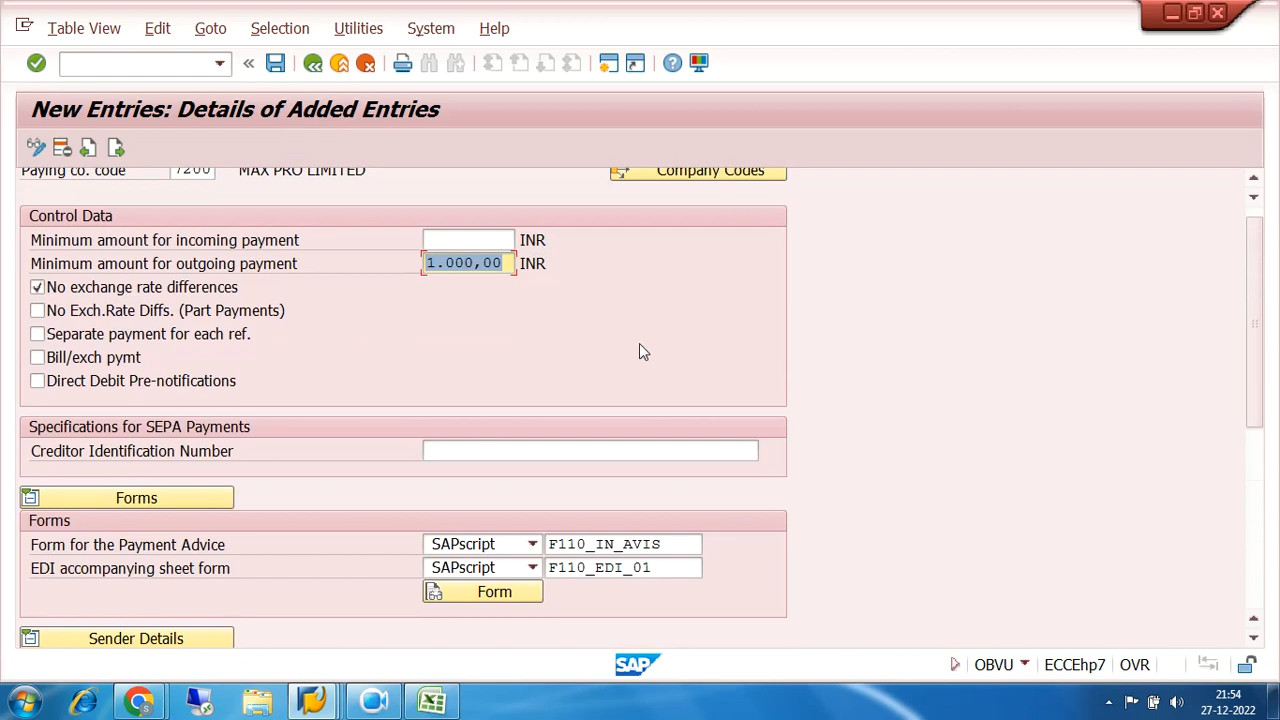 Table View Edit Goto Selection Utilities System Help
New Entries: Details of Added Entries
Paying co. code 7200 MAX PRO LIMITED Company Codes
Control Data
Minimum amount for incoming payment INR
Minimum amount for outgoing payment 1.000,00 INR
No exchange rate differences
No Exch.Rate Diffs. (Part Payments)
Separate payment for each ref.
Bill/exch pymt
Direct Debit Pre-notifications
Specifications for SEPA Payments
Creditor Identification Number
Forms
Forms
Form for the Payment Advice SAPscript F110_IN_AVIS
EDI accompanying sheet form SAPscript F110_EDI_01
Form
Sender Details
SAP OBVU ECCEhp7 OVR
21:54
27-12-2022